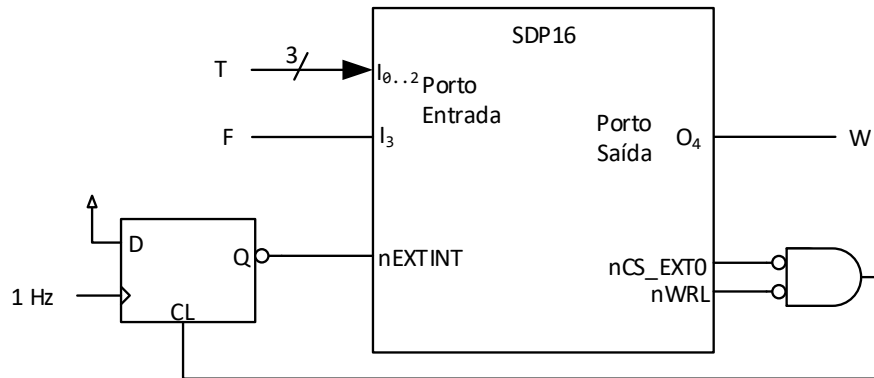 SDP16
T
3
I₀..₂ Porto
Entrada
F
I₃
Porto
Saída
O₄
W
D
Q
nEXTINT
1 Hz
CL
nCS_EXT0
nWRL